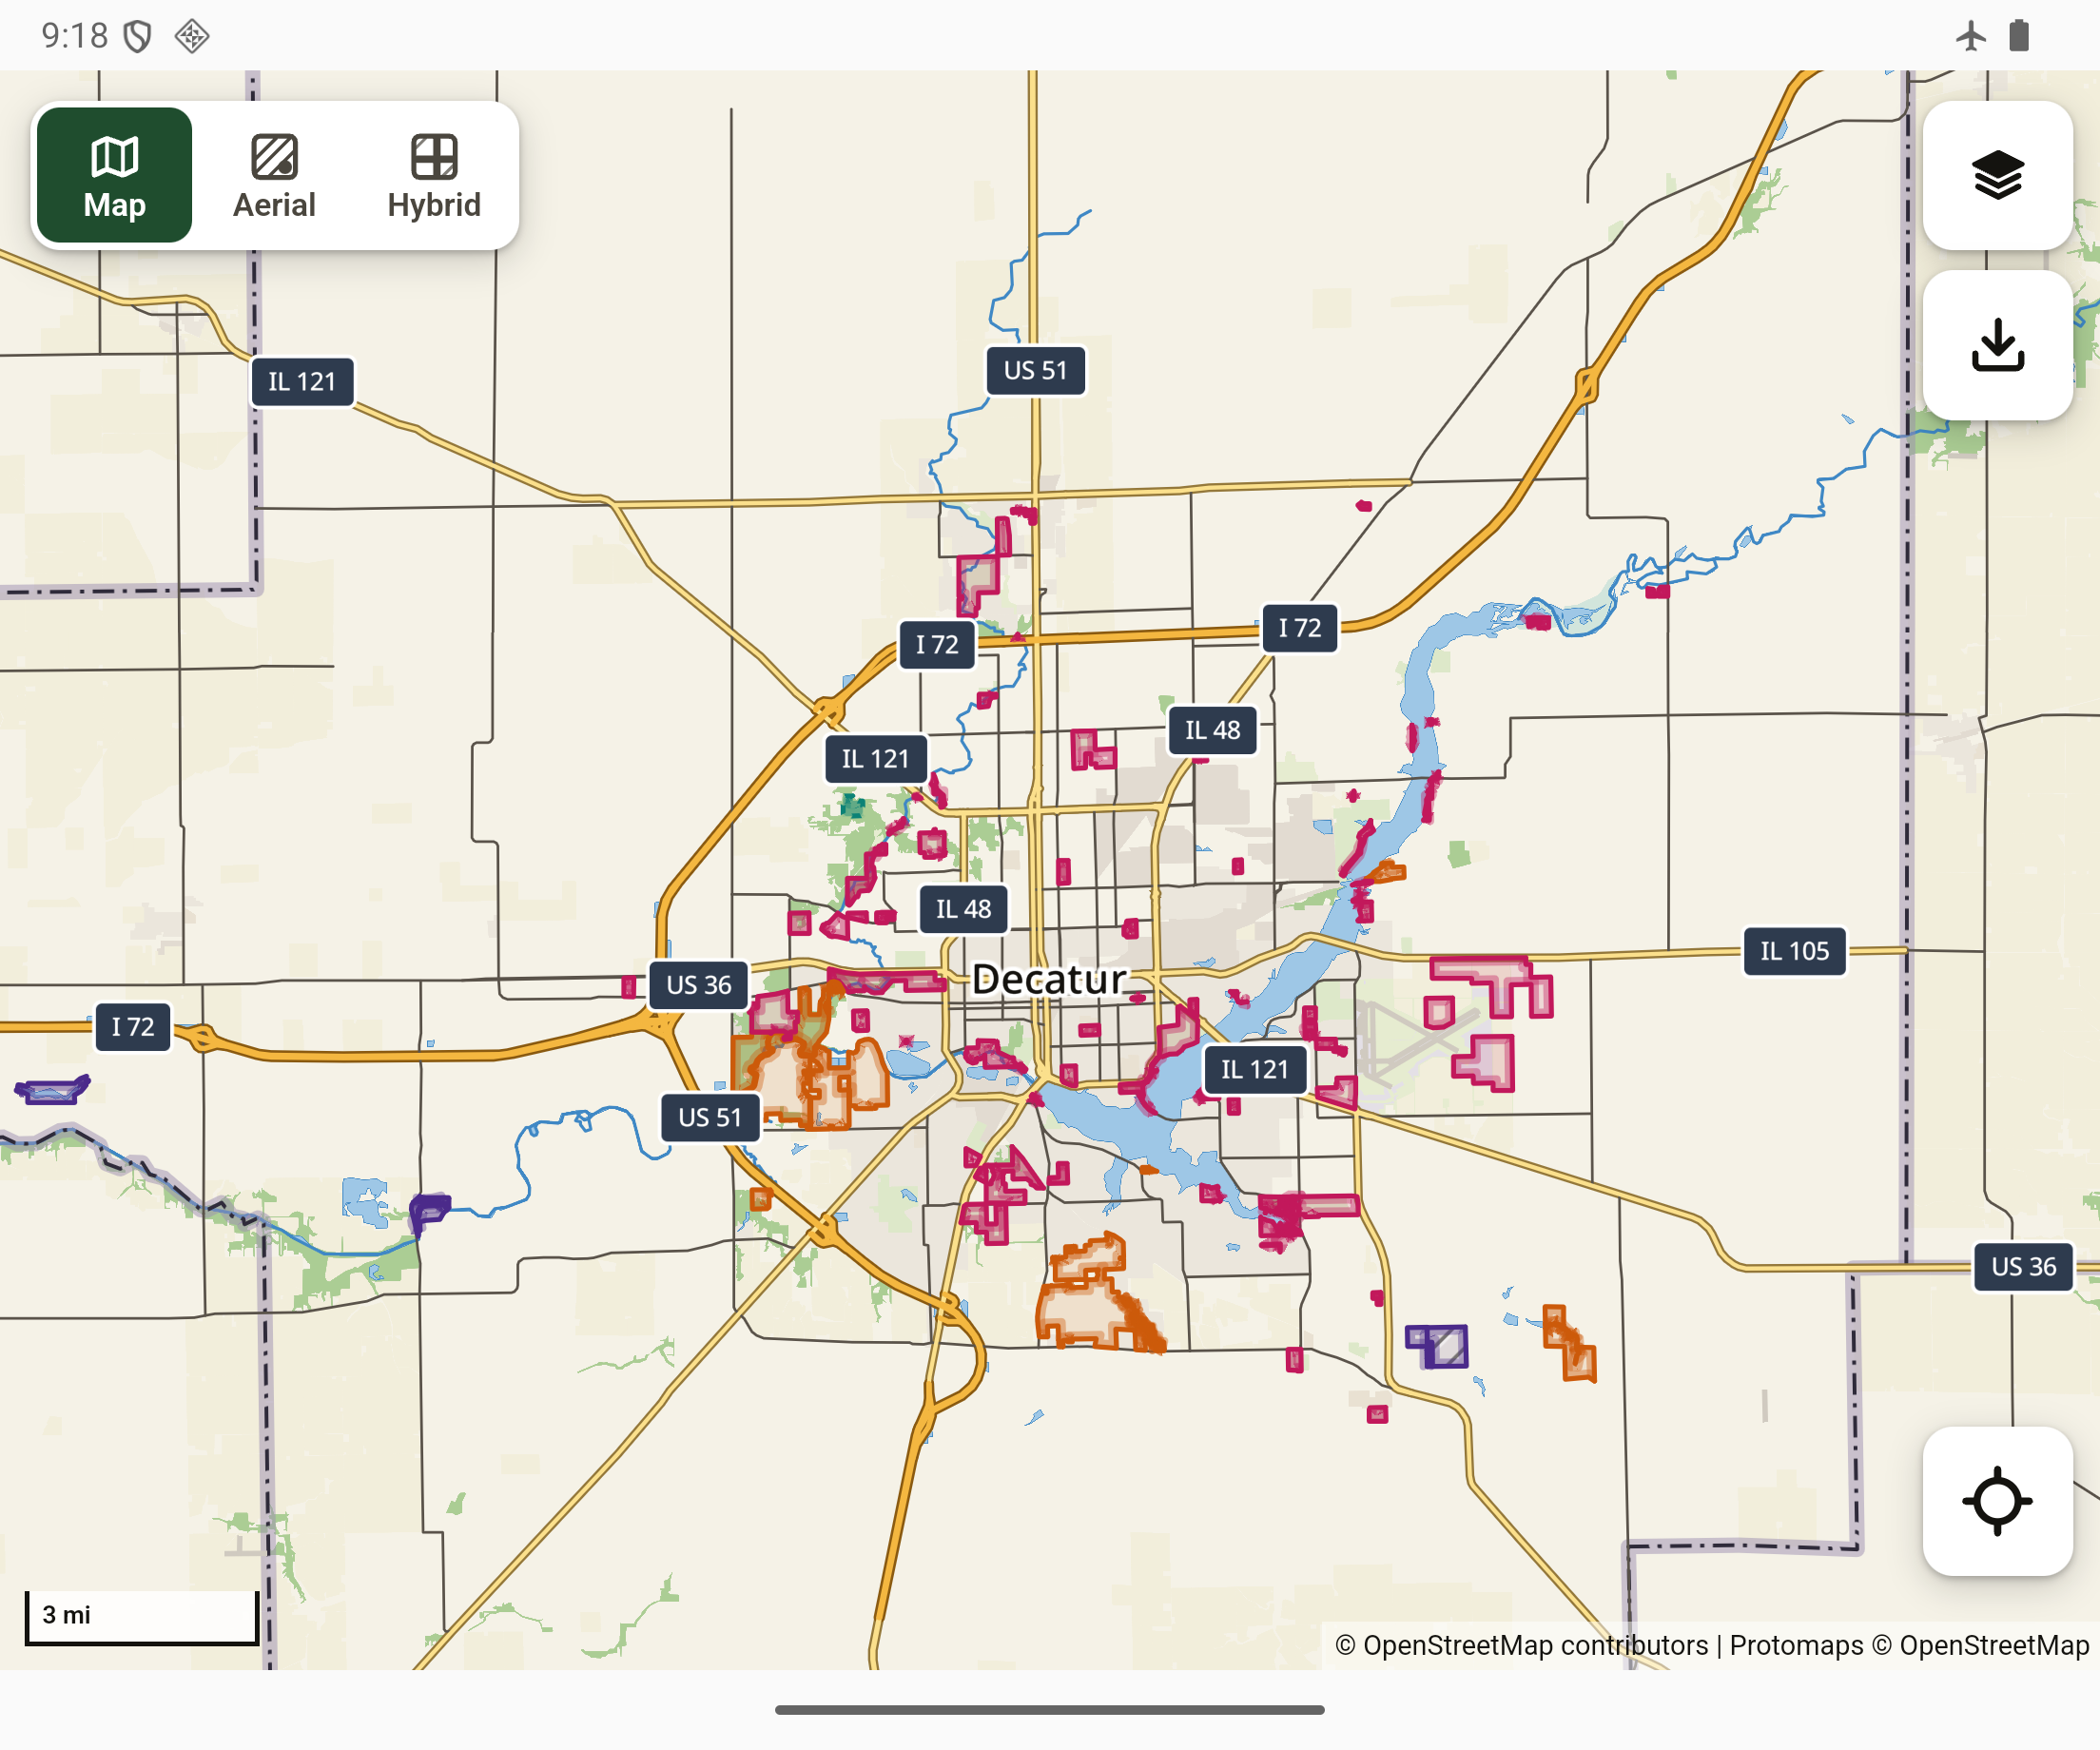 9:18
Map
Aerial
Hybrid
IL 121
US 51
I 72
I 72
IL 48
IL 121
IL 48
IL 105
Decatur
US 36
I 72
IL 121
US 51
US 36
3 mi
© OpenStreetMap contributors | Protomaps © OpenStreetMap